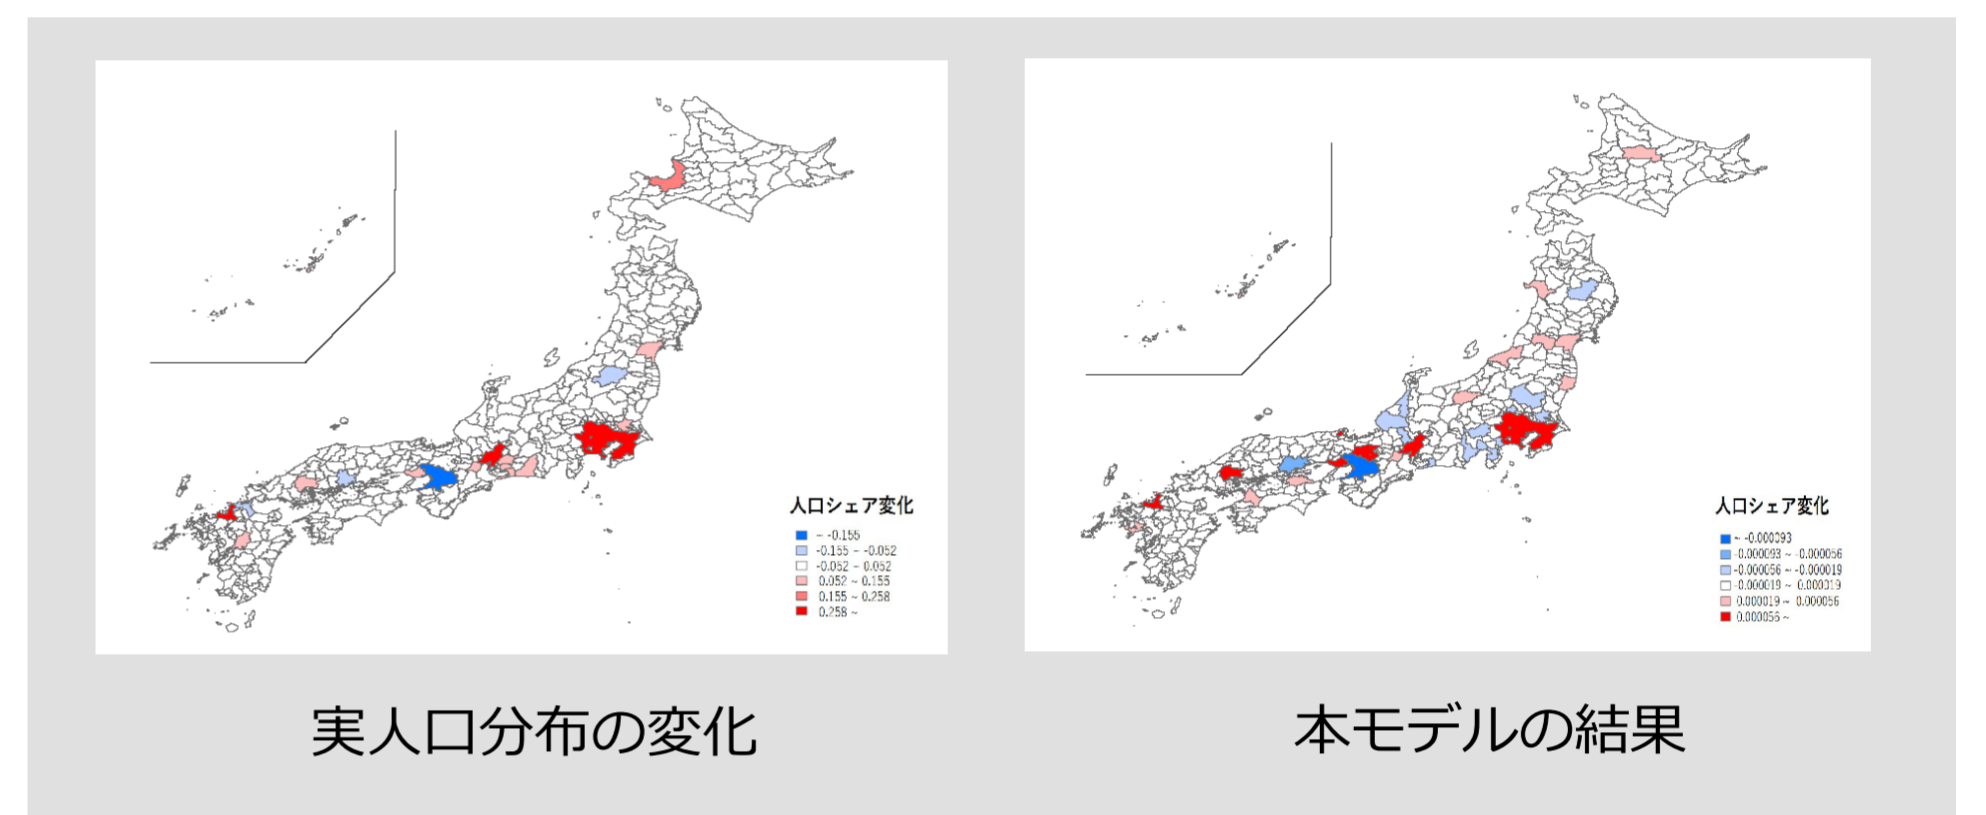 人口シェア変化
~ -0.155
-0.155 ~ -0.052
-0.052 ~ 0.052
0.052 ~ 0.155
0.155 ~ 0.258
0.258 ~
実人口分布の変化
人口シェア変化
~ -0.000093
-0.000093 ~ -0.000056
-0.000056 ~ -0.000019
-0.000019 ~ 0.000019
0.000019 ~ 0.000056
0.000056 ~
本モデルの結果